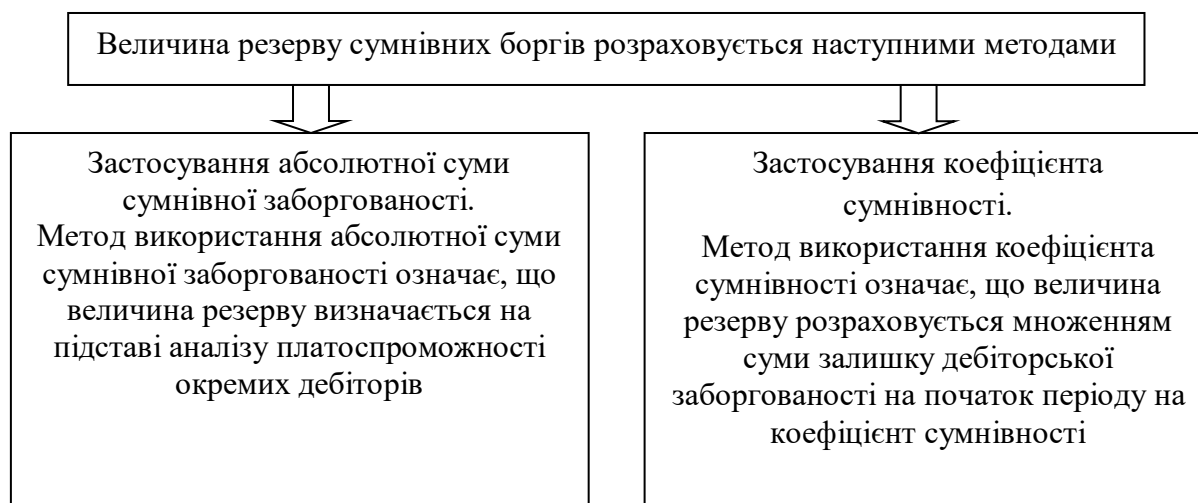 Величина резерву сумнівних боргів розраховується наступними методами
Застосування абсолютної суми
сумнівної заборгованості.
Метод використання абсолютної суми
сумнівної заборгованості означає, що
величина резерву визначається на
підставі аналізу платоспроможності
окремих дебіторів
Застосування коефіцієнта
сумнівності.
Метод використання коефіцієнта
сумнівності означає, що величина
резерву розраховується множенням
суми залишку дебіторської
заборгованості на початок періоду на
коефіцієнт сумнівності